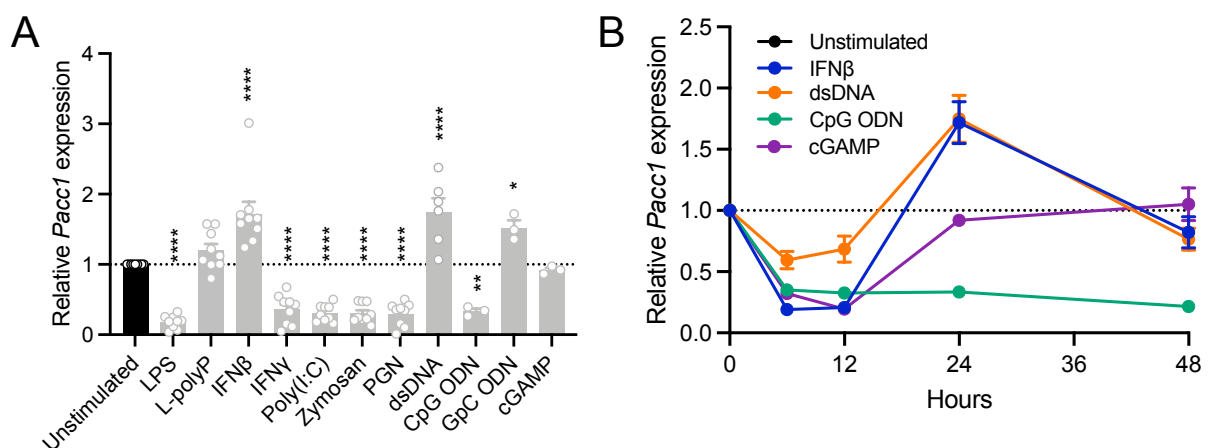 A
Relative Pacc1 expression
4
3
2
1
0
****
****
****
****
****
****
****
**
*
Unstimulated
LPS
L-polyP
IFNβ
IFNγ
Poly(I:C)
Zymosan
PGN
dsDNA
CpG ODN
GpC ODN
cGAMP
B
Relative Pacc1 expression
2.5
2.0
1.5
1.0
0.5
0.0
Unstimulated
IFNβ
dsDNA
CpG ODN
cGAMP
0
12
24
36
48
Hours